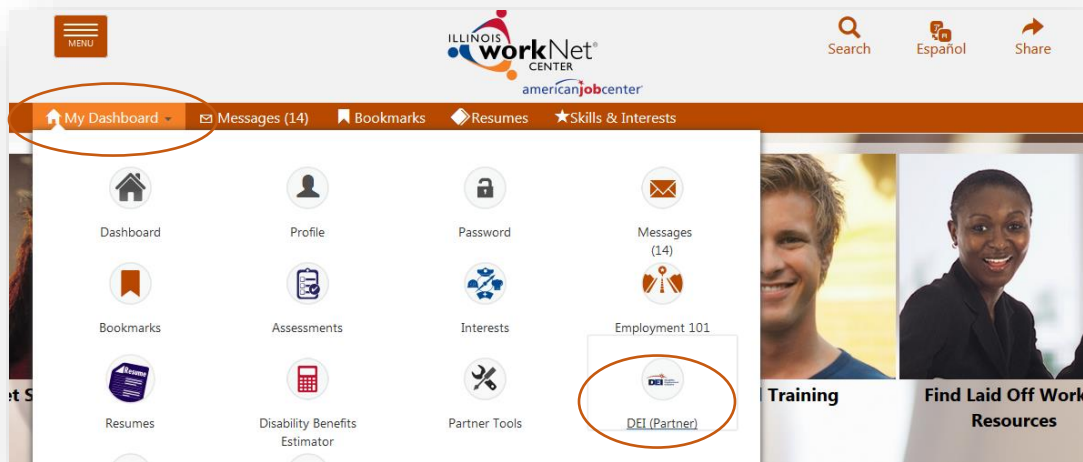 MENU
ILLINOIS
workNet®
CENTER
americanjobcenter
Search
Español
Share
My Dashboard
Messages (14)
Bookmarks
Resumes
Skills & Interests
Dashboard
Profile
Password
Messages
(14)
Bookmarks
Assessments
Interests
Employment 101
Resume
DEI
Resumes
Disability Benefits
Estimator
Partner Tools
DEI (Partner)
Training
Find Laid Off Work
Resources